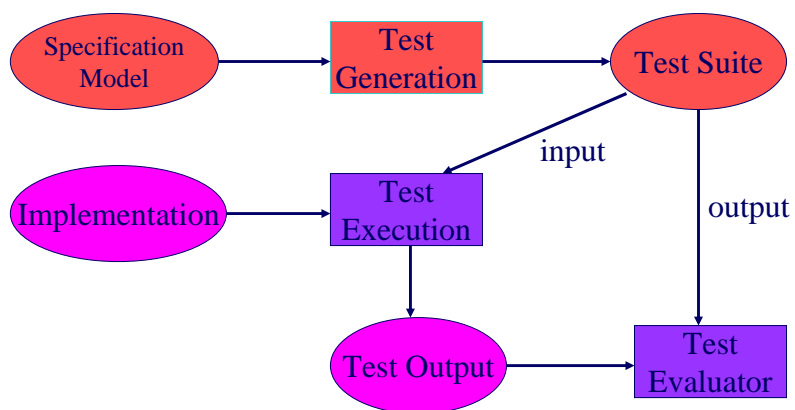 Specification
Model
Test
Generation
Test Suite
input
output
Implementation
Test
Execution
Test Output
Test
Evaluator